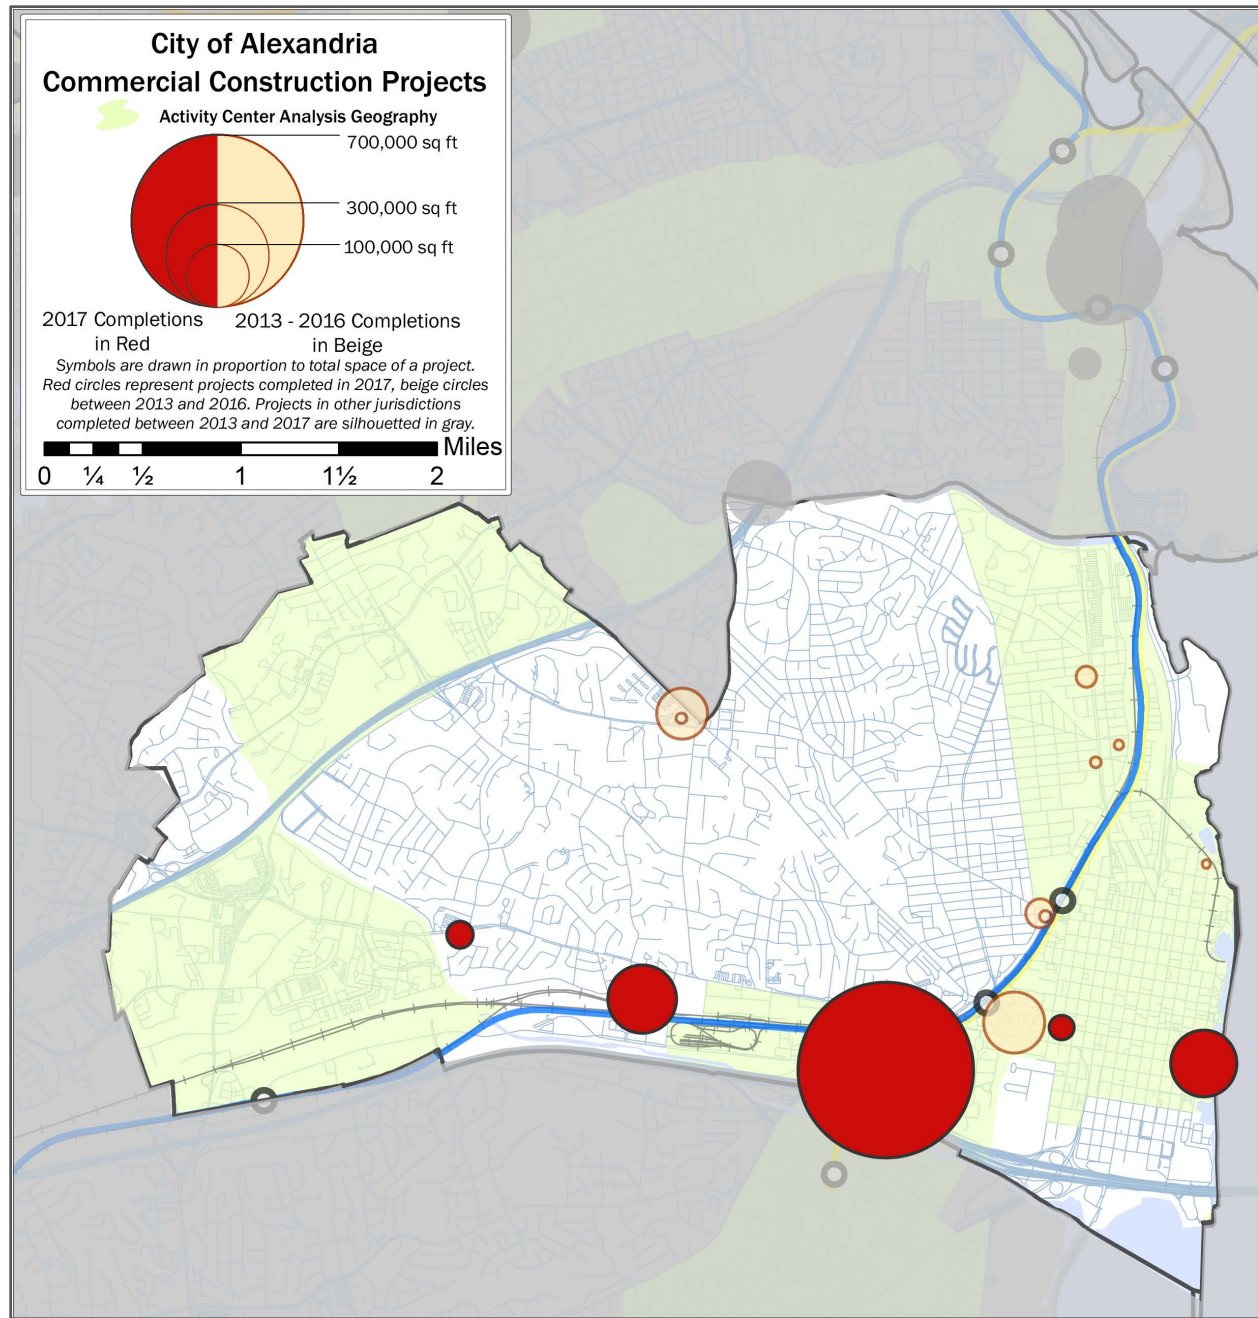 City of Alexandria
Commercial Construction Projects
Activity Center Analysis Geography
700,000 sq ft
300,000 sq ft
100,000 sq ft
2017 Completions
in Red
2013 - 2016 Completions
in Beige
Symbols are drawn in proportion to total space of a project.
Red circles represent projects completed in 2017, beige circles
between 2013 and 2016. Projects in other jurisdictions
completed between 2013 and 2017 are silhouetted in gray.
Miles
0 ¼ ½ 1 1½ 2